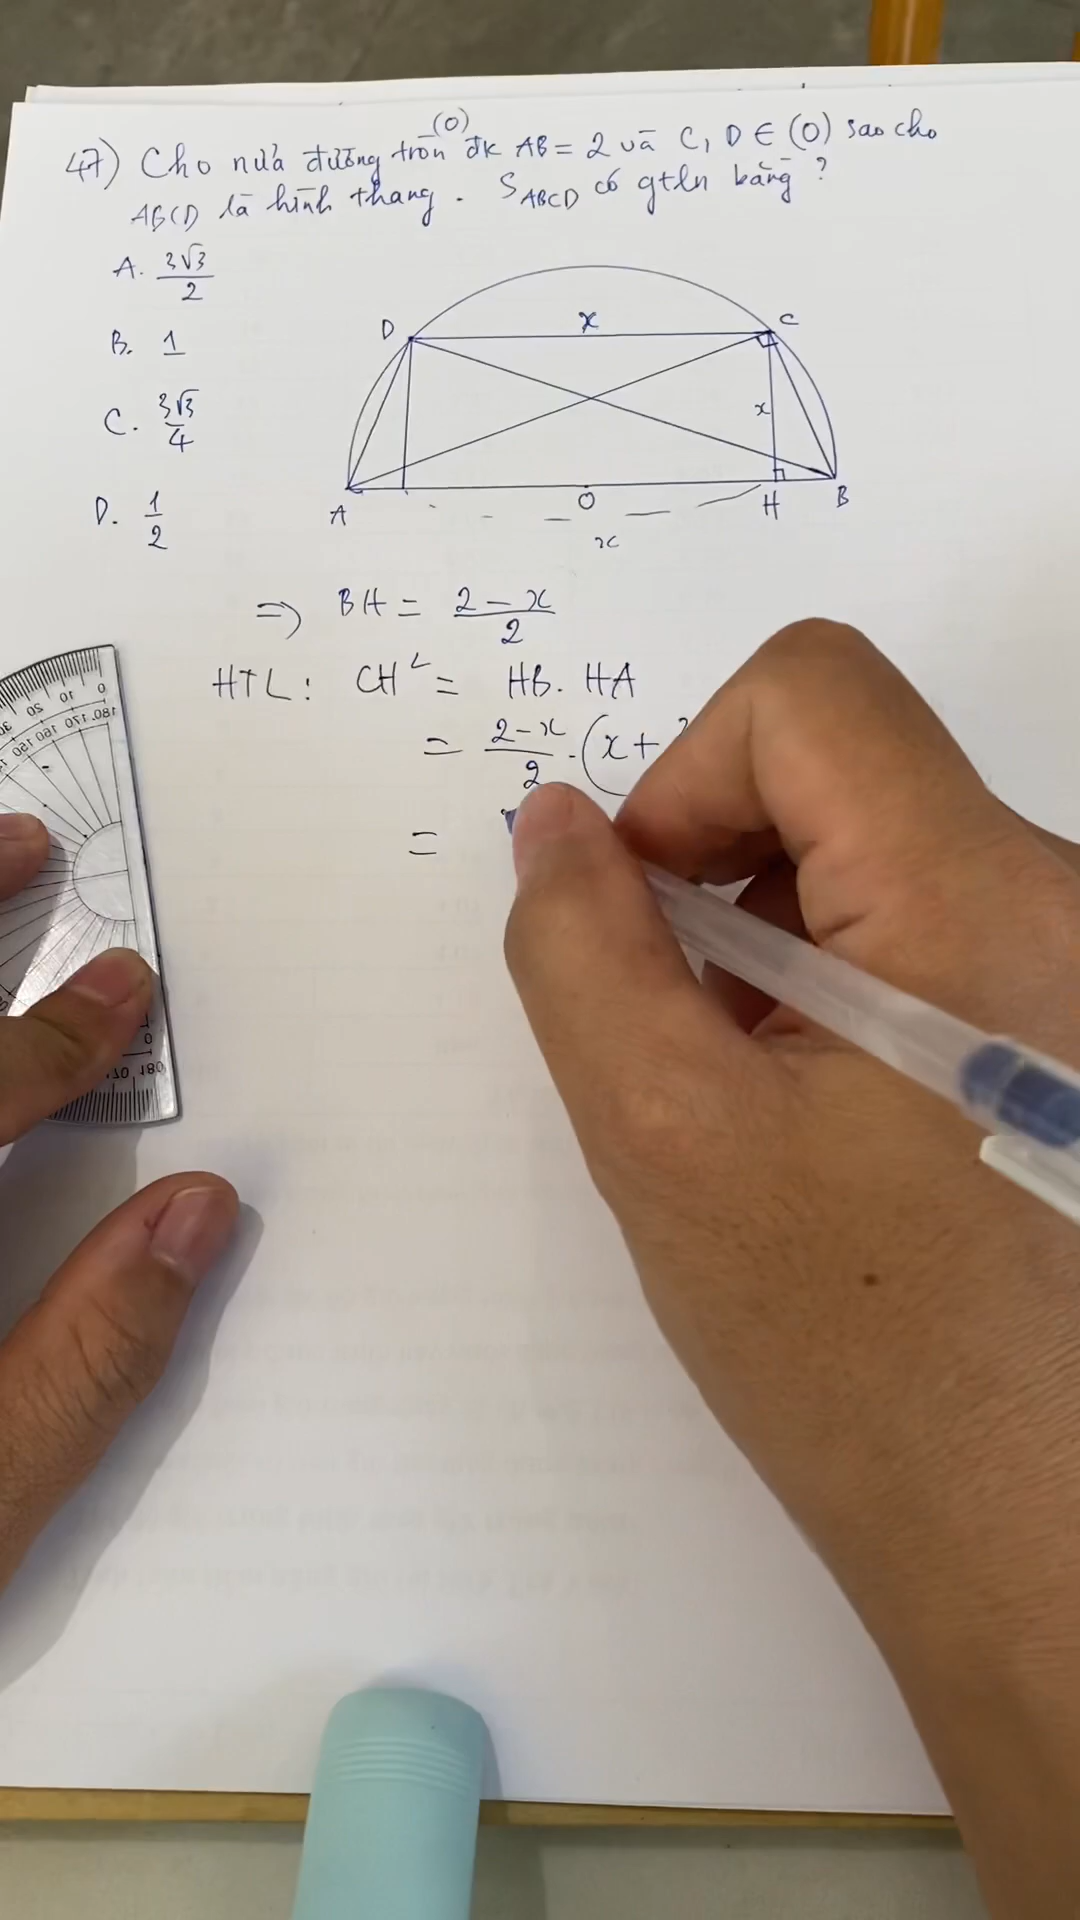 (O)
47) Cho nửa đường tròn đk AB = 2 và C, D ∈ (O) sao cho
ABCD là hình thang. S_ABCD có gtln bằng ?
A. 3√3/2
B. 1
C. 3√3/4
D. 1/2
D x C
x
A O H B
x
=> BH = (2 - x)/2
HTL: CH² = HB. HA
= (2 - x)/2 . (x +
=